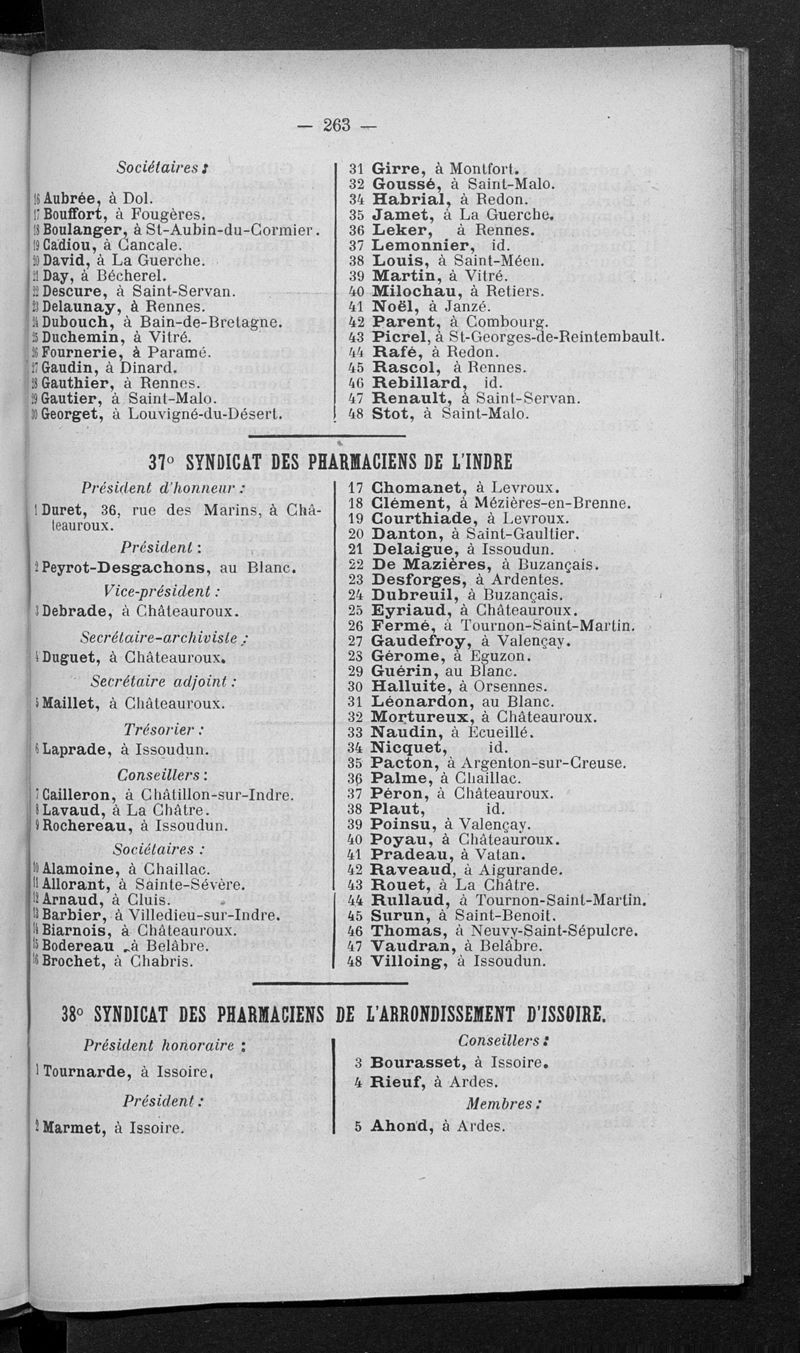 — 263 —
Sociétaires :
16 Aubrée, à Dol.
17 Bouffort, à Fougères.
18 Boulanger, à St-Aubin-du-Cormier.
19 Cadiou, à Cancale.
20 David, à La Guerche.
21 Day, à Bécherel.
22 Descure, à Saint-Servan.
23 Delaunay, à Rennes.
24 Dubouch, à Bain-de-Bretagne.
25 Duchemin, à Vitré.
26 Fournerie, à Paramé.
27 Gaudin, à Dinard.
28 Gauthier, à Rennes.
29 Gautier, à Saint-Malo.
30 Georget, à Louvigné-du-Désert.
31 Girre, à Montfort.
32 Goussé, à Saint-Malo.
34 Habrial, à Redon.
35 Jamet, à La Guerche.
36 Leker, à Rennes.
37 Lemonnier, id.
38 Louis, à Saint-Méen.
39 Martin, à Vitré.
40 Milochau, à Retiers.
41 Noël, à Janzé.
42 Parent, à Combourg.
43 Picrel, à St-Georges-de-Reintembault.
44 Rafé, à Redon.
45 Rascol, à Rennes.
46 Rebillard, id.
47 Renault, à Saint-Servan.
48 Stot, à Saint-Malo.
37° SYNDICAT DES PHARMACIENS DE L'INDRE
Président d'honneur :
1 Duret, 36, rue des Marins, à Châ-
teauroux.
Président :
2 Peyrot-Desgachons, au Blanc.
Vice-président :
3 Debrade, à Châteauroux.
Secrétaire-archiviste :
4 Duguet, à Châteauroux.
Secrétaire adjoint :
5 Maillet, à Châteauroux.
Trésorier :
6 Laprade, à Issoudun.
Conseillers :
7 Cailleron, à Châtillon-sur-Indre.
8 Lavaud, à La Châtre.
9 Rochereau, à Issoudun.
Sociétaires :
10 Alamoine, à Chaillac.
11 Allorant, à Sainte-Sévère.
12 Arnaud, à Cluis.
13 Barbier, à Villedieu-sur-Indre.
14 Biarnois, à Châteauroux.
15 Bodereau , à Belâbre.
16 Brochet, à Chabris.
17 Chomanet, à Levroux.
18 Clément, à Mézières-en-Brenne.
19 Courthiade, à Levroux.
20 Danton, à Saint-Gaultier.
21 Delaigue, à Issoudun.
22 De Mazières, à Buzançais.
23 Desforges, à Ardentes.
24 Dubreuil, à Buzançais.
25 Eyriaud, à Châteauroux.
26 Fermé, à Tournon-Saint-Martin.
27 Gaudefroy, à Valençay.
28 Gérome, à Eguzon.
29 Guérin, au Blanc.
30 Halluite, à Orsennes.
31 Léonardon, au Blanc.
32 Mortureux, à Châteauroux.
33 Naudin, à Ecueillé.
34 Nicquet, id.
35 Pacton, à Argenton-sur-Creuse.
36 Palme, à Chaillac.
37 Péron, à Châteauroux.
38 Plaut, id.
39 Poinsu, à Valençay.
40 Poyau, à Châteauroux.
41 Pradeau, à Vatan.
42 Raveaud, à Aigurande.
43 Rouet, à La Châtre.
44 Rullaud, à Tournon-Saint-Martin.
45 Surun, à Saint-Benoit.
46 Thomas, à Neuvy-Saint-Sépulcre.
47 Vaudran, à Belâbre.
48 Villoing, à Issoudun.
38° SYNDICAT DES PHARMACIENS DE L'ARRONDISSEMENT D'ISSOIRE.
Président honoraire :
1 Tournarde, à Issoire.
Président :
2 Marmet, à Issoire.
Conseillers :
3 Bourasset, à Issoire.
4 Rieuf, à Ardes.
Membres :
5 Ahond, à Ardes.